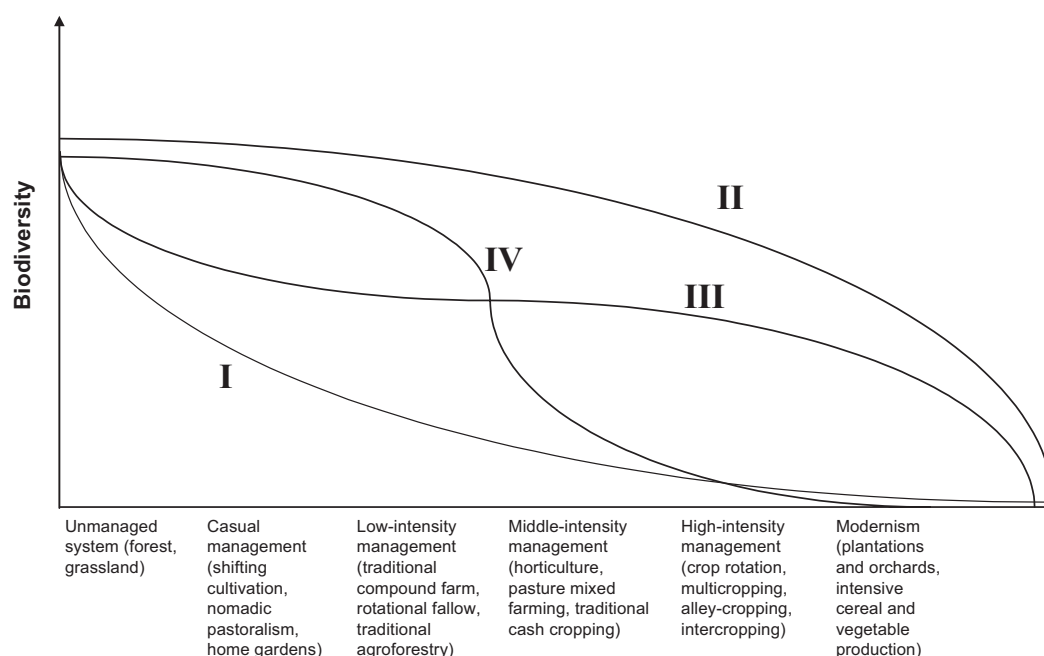 Biodiversity
II
IV
III
I
Unmanaged
system (forest,
grassland)
Casual
management
(shifting
cultivation,
nomadic
pastoralism,
home gardens)
Low-intensity
management
(traditional
compound farm,
rotational fallow,
traditional
agroforestry)
Middle-intensity
management
(horticulture,
pasture mixed
farming, traditional
cash cropping)
High-intensity
management
(crop rotation,
multicropping,
alley-cropping,
intercropping)
Modernism
(plantations
and orchards,
intensive
cereal and
vegetable
production)